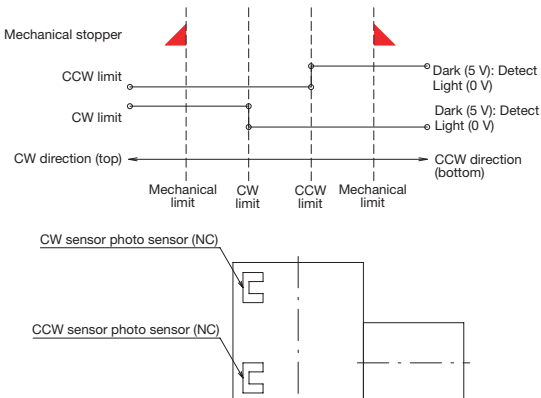 Mechanical stopper
CCW limit
Dark (5 V): Detect
Light (0 V)
CW limit
Dark (5 V): Detect
Light (0 V)
CW direction (top)
CCW direction
(bottom)
Mechanical
limit
CW
limit
CCW
limit
Mechanical
limit
CW sensor photo sensor (NC)
CCW sensor photo sensor (NC)